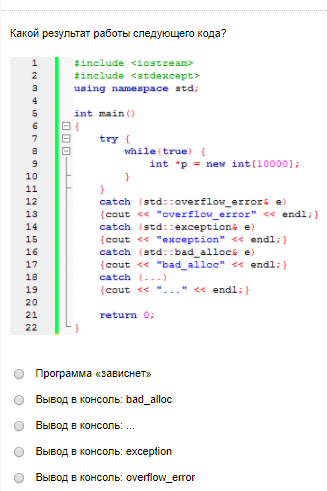 Какой результат работы следующего кода?
1 #include <iostream>
2 #include <stdexcept>
3 using namespace std;
4
5 int main()
6 {
7 try {
8 while(true) {
9 int *p = new int[10000];
10 }
11 }
12 catch (std::overflow_error& e)
13 {cout << "overflow_error" << endl;}
14 catch (std::exception& e)
15 {cout << "exception" << endl;}
16 catch (std::bad_alloc& e)
17 {cout << "bad_alloc" << endl;}
18 catch (...)
19 {cout << "..." << endl;}
20
21 return 0;
22 }
Программа «зависнет»
Вывод в консоль: bad_alloc
Вывод в консоль: ...
Вывод в консоль: exception
Вывод в консоль: overflow_error